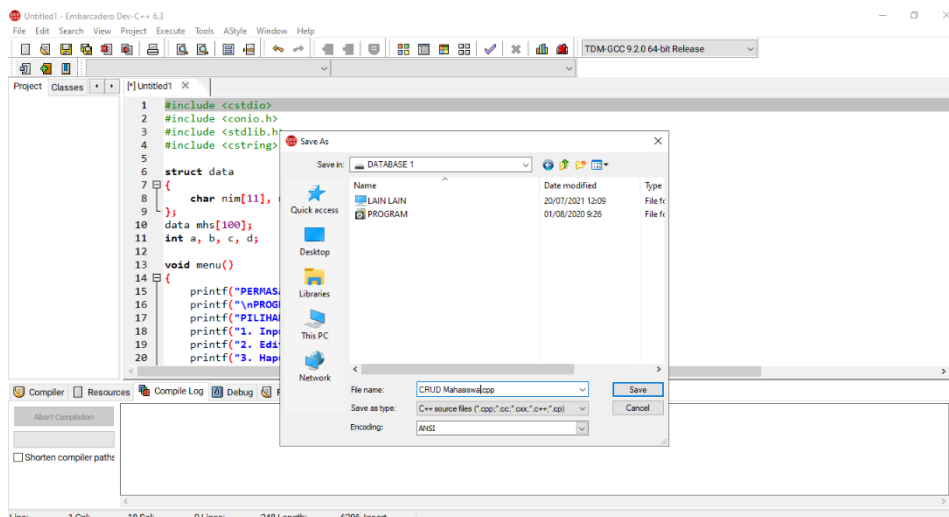 Untitled1 - Embarcadero Dev-C++ 6.3
File Edit Search View Project Execute Tools AStyle Window Help
TDM-GCC 9.2.0 64-bit Release
Project Classes [*] Untitled1
1 #include <cstdio>
2 #include <conio.h>
3 #include <stdlib.h
4 #include <cstring>
5
6 struct data
7 {
8 char nim[11],
9 };
10 data mhs[100];
11 int a, b, c, d;
12
13 void menu()
14 {
15 printf("PERMAS
16 printf("\nPROG
17 printf("PILIHA
18 printf("1. Inp
19 printf("2. Edi
20 printf("3. Hap
Save As
Save in: DATABASE 1
Name Date modified Type
LAIN LAIN 20/07/2021 12:09 File fo
PROGRAM 01/08/2020 9:26 File fo
Quick access
Desktop
Libraries
This PC
Network
File name: CRUD Mahasiswa.cpp Save
Save as type: C++ source files (*.cpp;*.cc;*.cxx;*.c++;*.cp) Cancel
Encoding: ANSI
Compiler Resources Compile Log Debug
Abort Compilation
Shorten compiler paths